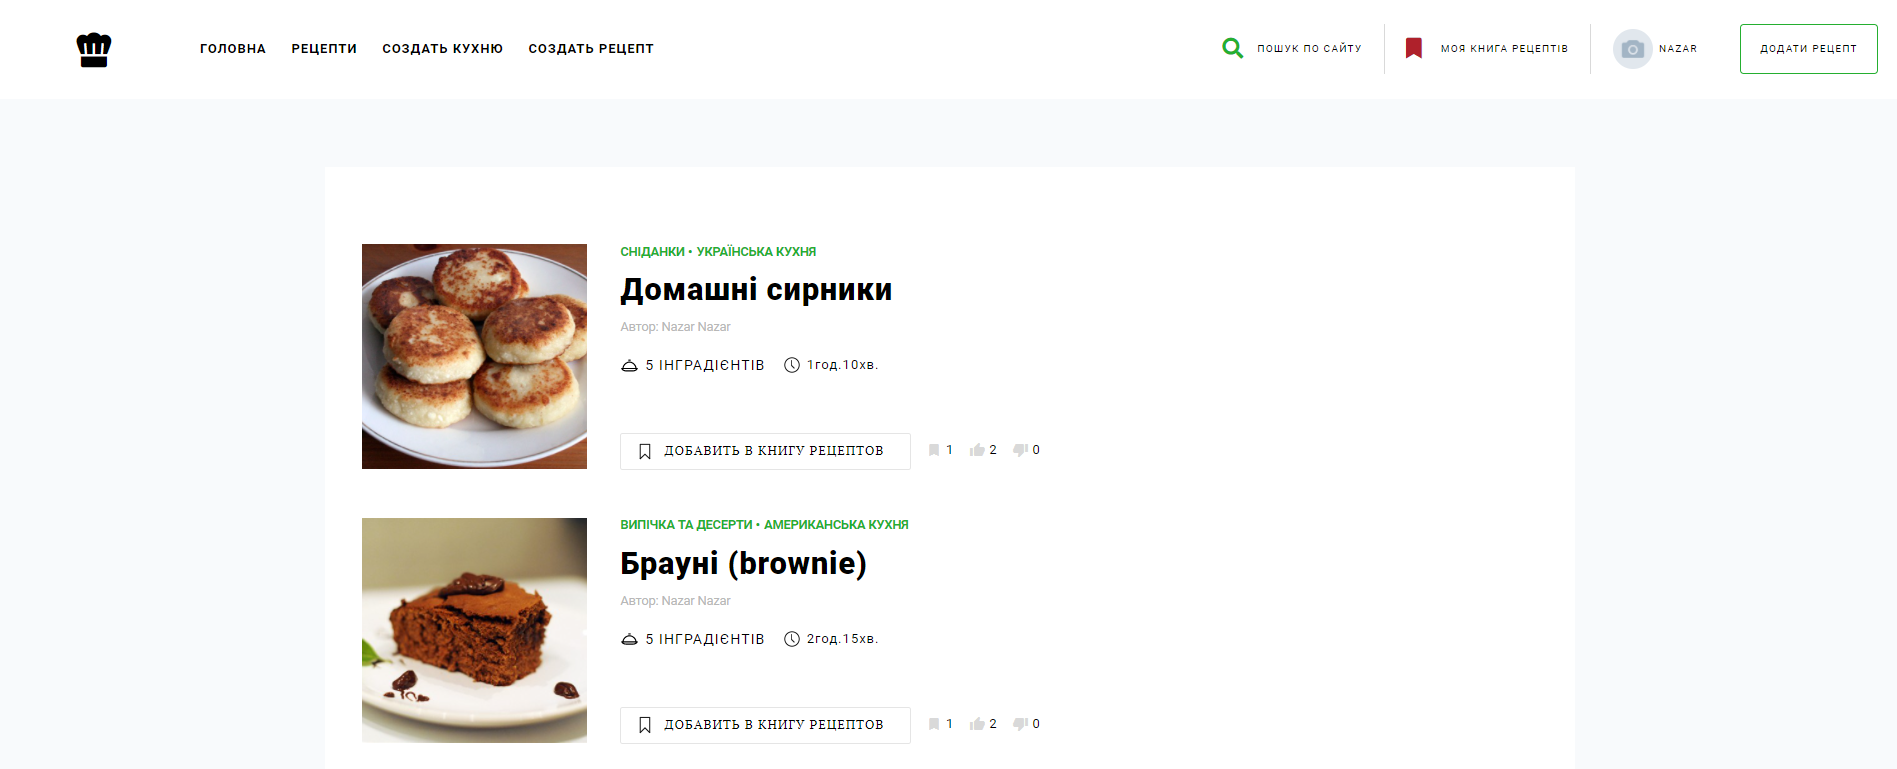 ГОЛОВНА РЕЦЕПТИ СОЗДАТЬ КУХНЮ СОЗДАТЬ РЕЦЕПТ ПОШУК ПО САЙТУ МОЯ КНИГА РЕЦЕПТІВ NAZAR ДОДАТИ РЕЦЕПТ
СНІДАНКИ • УКРАЇНСЬКА КУХНЯ
Домашні сирники
Автор: Nazar Nazar
5 ІНГРАДІЄНТІВ 1год.10хв.
ДОБАВИТЬ В КНИГУ РЕЦЕПТОВ 1 2 0
ВИПІЧКА ТА ДЕСЕРТИ • АМЕРИКАНСЬКА КУХНЯ
Брауні (brownie)
Автор: Nazar Nazar
5 ІНГРАДІЄНТІВ 2год.15хв.
ДОБАВИТЬ В КНИГУ РЕЦЕПТОВ 1 2 0